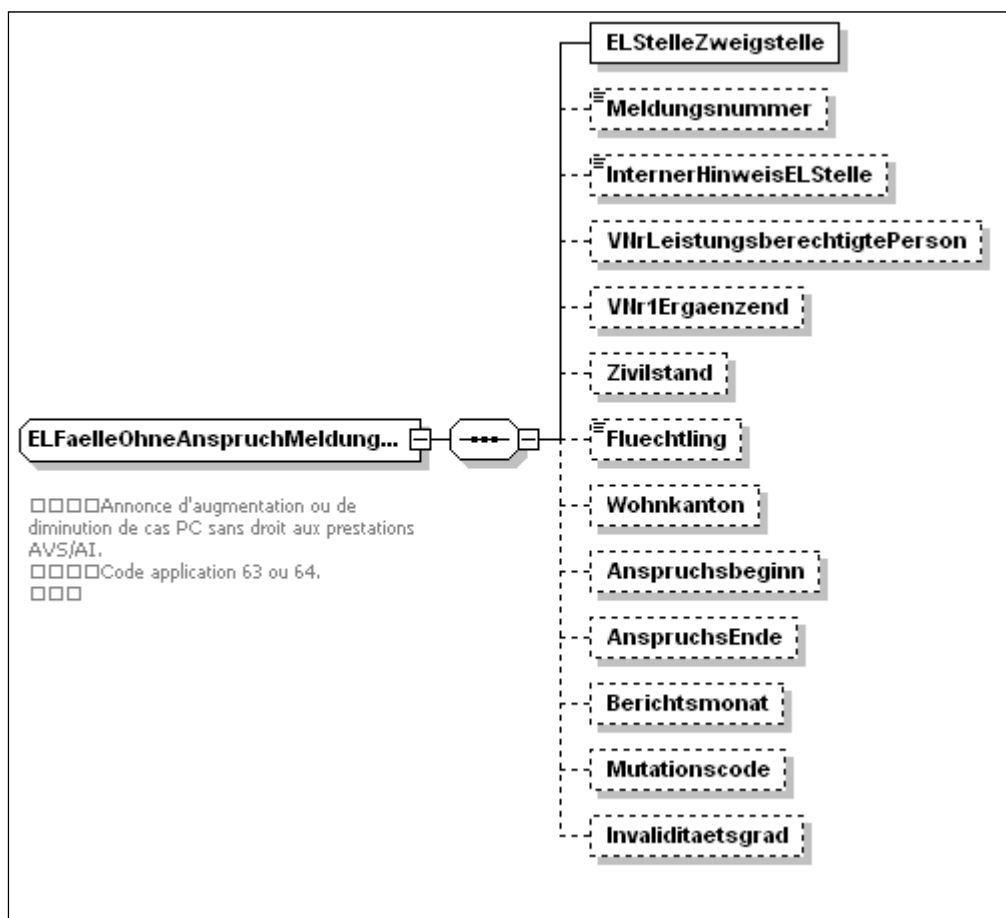 ELStelleZweigstelle
Meldungsnummer
InternerHinweisELStelle
VNrLeistungsberechtigtePerson
VNr1Ergaenzend
Zivilstand
ELFaelleOhneAnspruchMeldung...
Fluechtling
□□□□Annonce d'augmentation ou de
diminution de cas PC sans droit aux prestations
AVS/AI.
□□□□Code application 63 ou 64.
□□□
Wohnkanton
Anspruchsbeginn
AnspruchsEnde
Berichtsmonat
Mutationscode
Invaliditaetsgrad